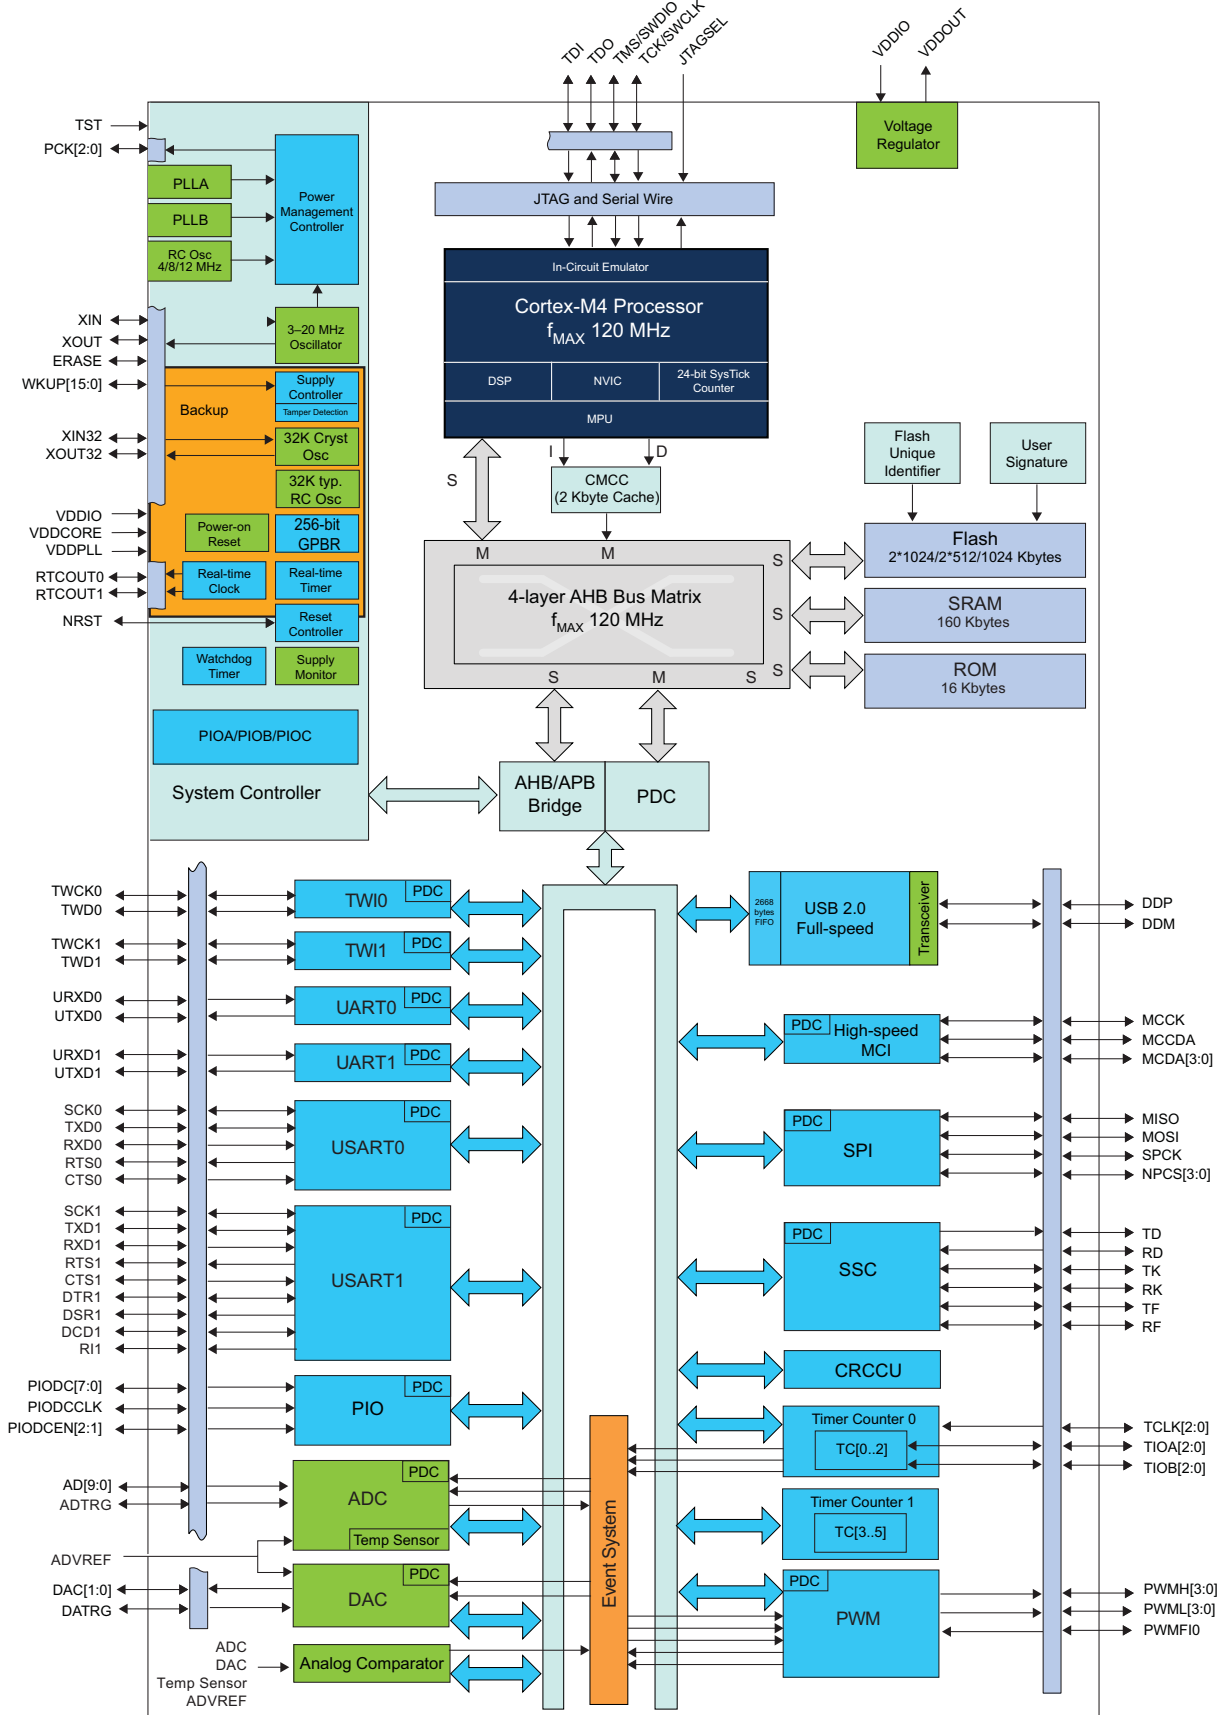 TDI
TDO
TMS/SWDIO
TCK/SWCLK
JTAGSEL
VDDIO
VDDOUT
TST
PCK[2:0]
PLLA
PLLB
RC Osc
4/8/12 MHz
Power
Management
Controller
3–20 MHz
Oscillator
XIN
XOUT
ERASE
WKUP[15:0]
XIN32
XOUT32
VDDIO
VDDCORE
VDDPLL
RTCOUT0
RTCOUT1
NRST
Backup
Supply
Controller
Tamper Detection
32K Cryst
Osc
32K typ.
RC Osc
Power-on
Reset
256-bit
GPBR
Real-time
Clock
Real-time
Timer
Reset
Controller
Watchdog
Timer
Supply
Monitor
PIOA/PIOB/PIOC
System Controller
Voltage
Regulator
JTAG and Serial Wire
In-Circuit Emulator
Cortex-M4 Processor
fMAX 120 MHz
DSP
NVIC
24-bit SysTick
Counter
MPU
S
I
D
CMCC
(2 Kbyte Cache)
Flash
Unique
Identifier
User
Signature
M
M
S
4-layer AHB Bus Matrix
fMAX 120 MHz
S
S
S
M
S
Flash
2*1024/2*512/1024 Kbytes
SRAM
160 Kbytes
ROM
16 Kbytes
AHB/APB
Bridge
PDC
TWCK0
TWD0
TWI0
PDC
TWCK1
TWD1
TWI1
PDC
URXD0
UTXD0
UART0
PDC
URXD1
UTXD1
UART1
PDC
SCK0
TXD0
RXD0
RTS0
CTS0
USART0
PDC
SCK1
TXD1
RXD1
RTS1
CTS1
DTR1
DSR1
DCD1
RI1
USART1
PDC
PIODC[7:0]
PIODCCLK
PIODCEN[2:1]
PIO
PDC
AD[9:0]
ADTRG
ADC
PDC
Temp Sensor
ADVREF
DAC[1:0]
DATRG
DAC
PDC
ADC
DAC
Temp Sensor
ADVREF
Analog Comparator
Event System
2668
bytes
FIFO
USB 2.0
Full-speed
Transceiver
DDP
DDM
PDC
High-speed
MCI
MCCK
MCCDA
MCDA[3:0]
PDC
SPI
MISO
MOSI
SPCK
NPCS[3:0]
PDC
SSC
TD
RD
TK
RK
TF
RF
CRCCU
Timer Counter 0
TC[0..2]
TCLK[2:0]
TIOA[2:0]
TIOB[2:0]
Timer Counter 1
TC[3..5]
PDC
PWM
PWMH[3:0]
PWML[3:0]
PWMFI0